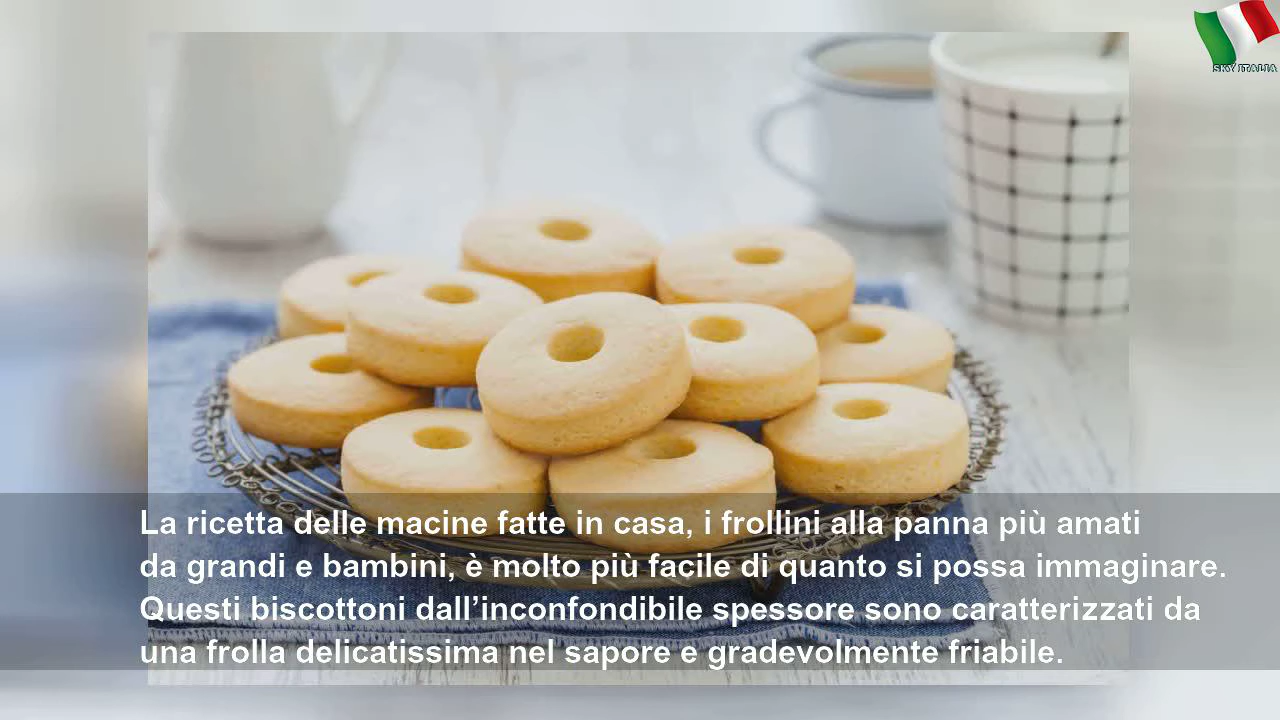 SKY ITALIA
La ricetta delle macine fatte in casa, i frollini alla panna più amati
da grandi e bambini, è molto più facile di quanto si possa immaginare.
Questi biscottoni dall’inconfondibile spessore sono caratterizzati da
una frolla delicatissima nel sapore e gradevolmente friabile.